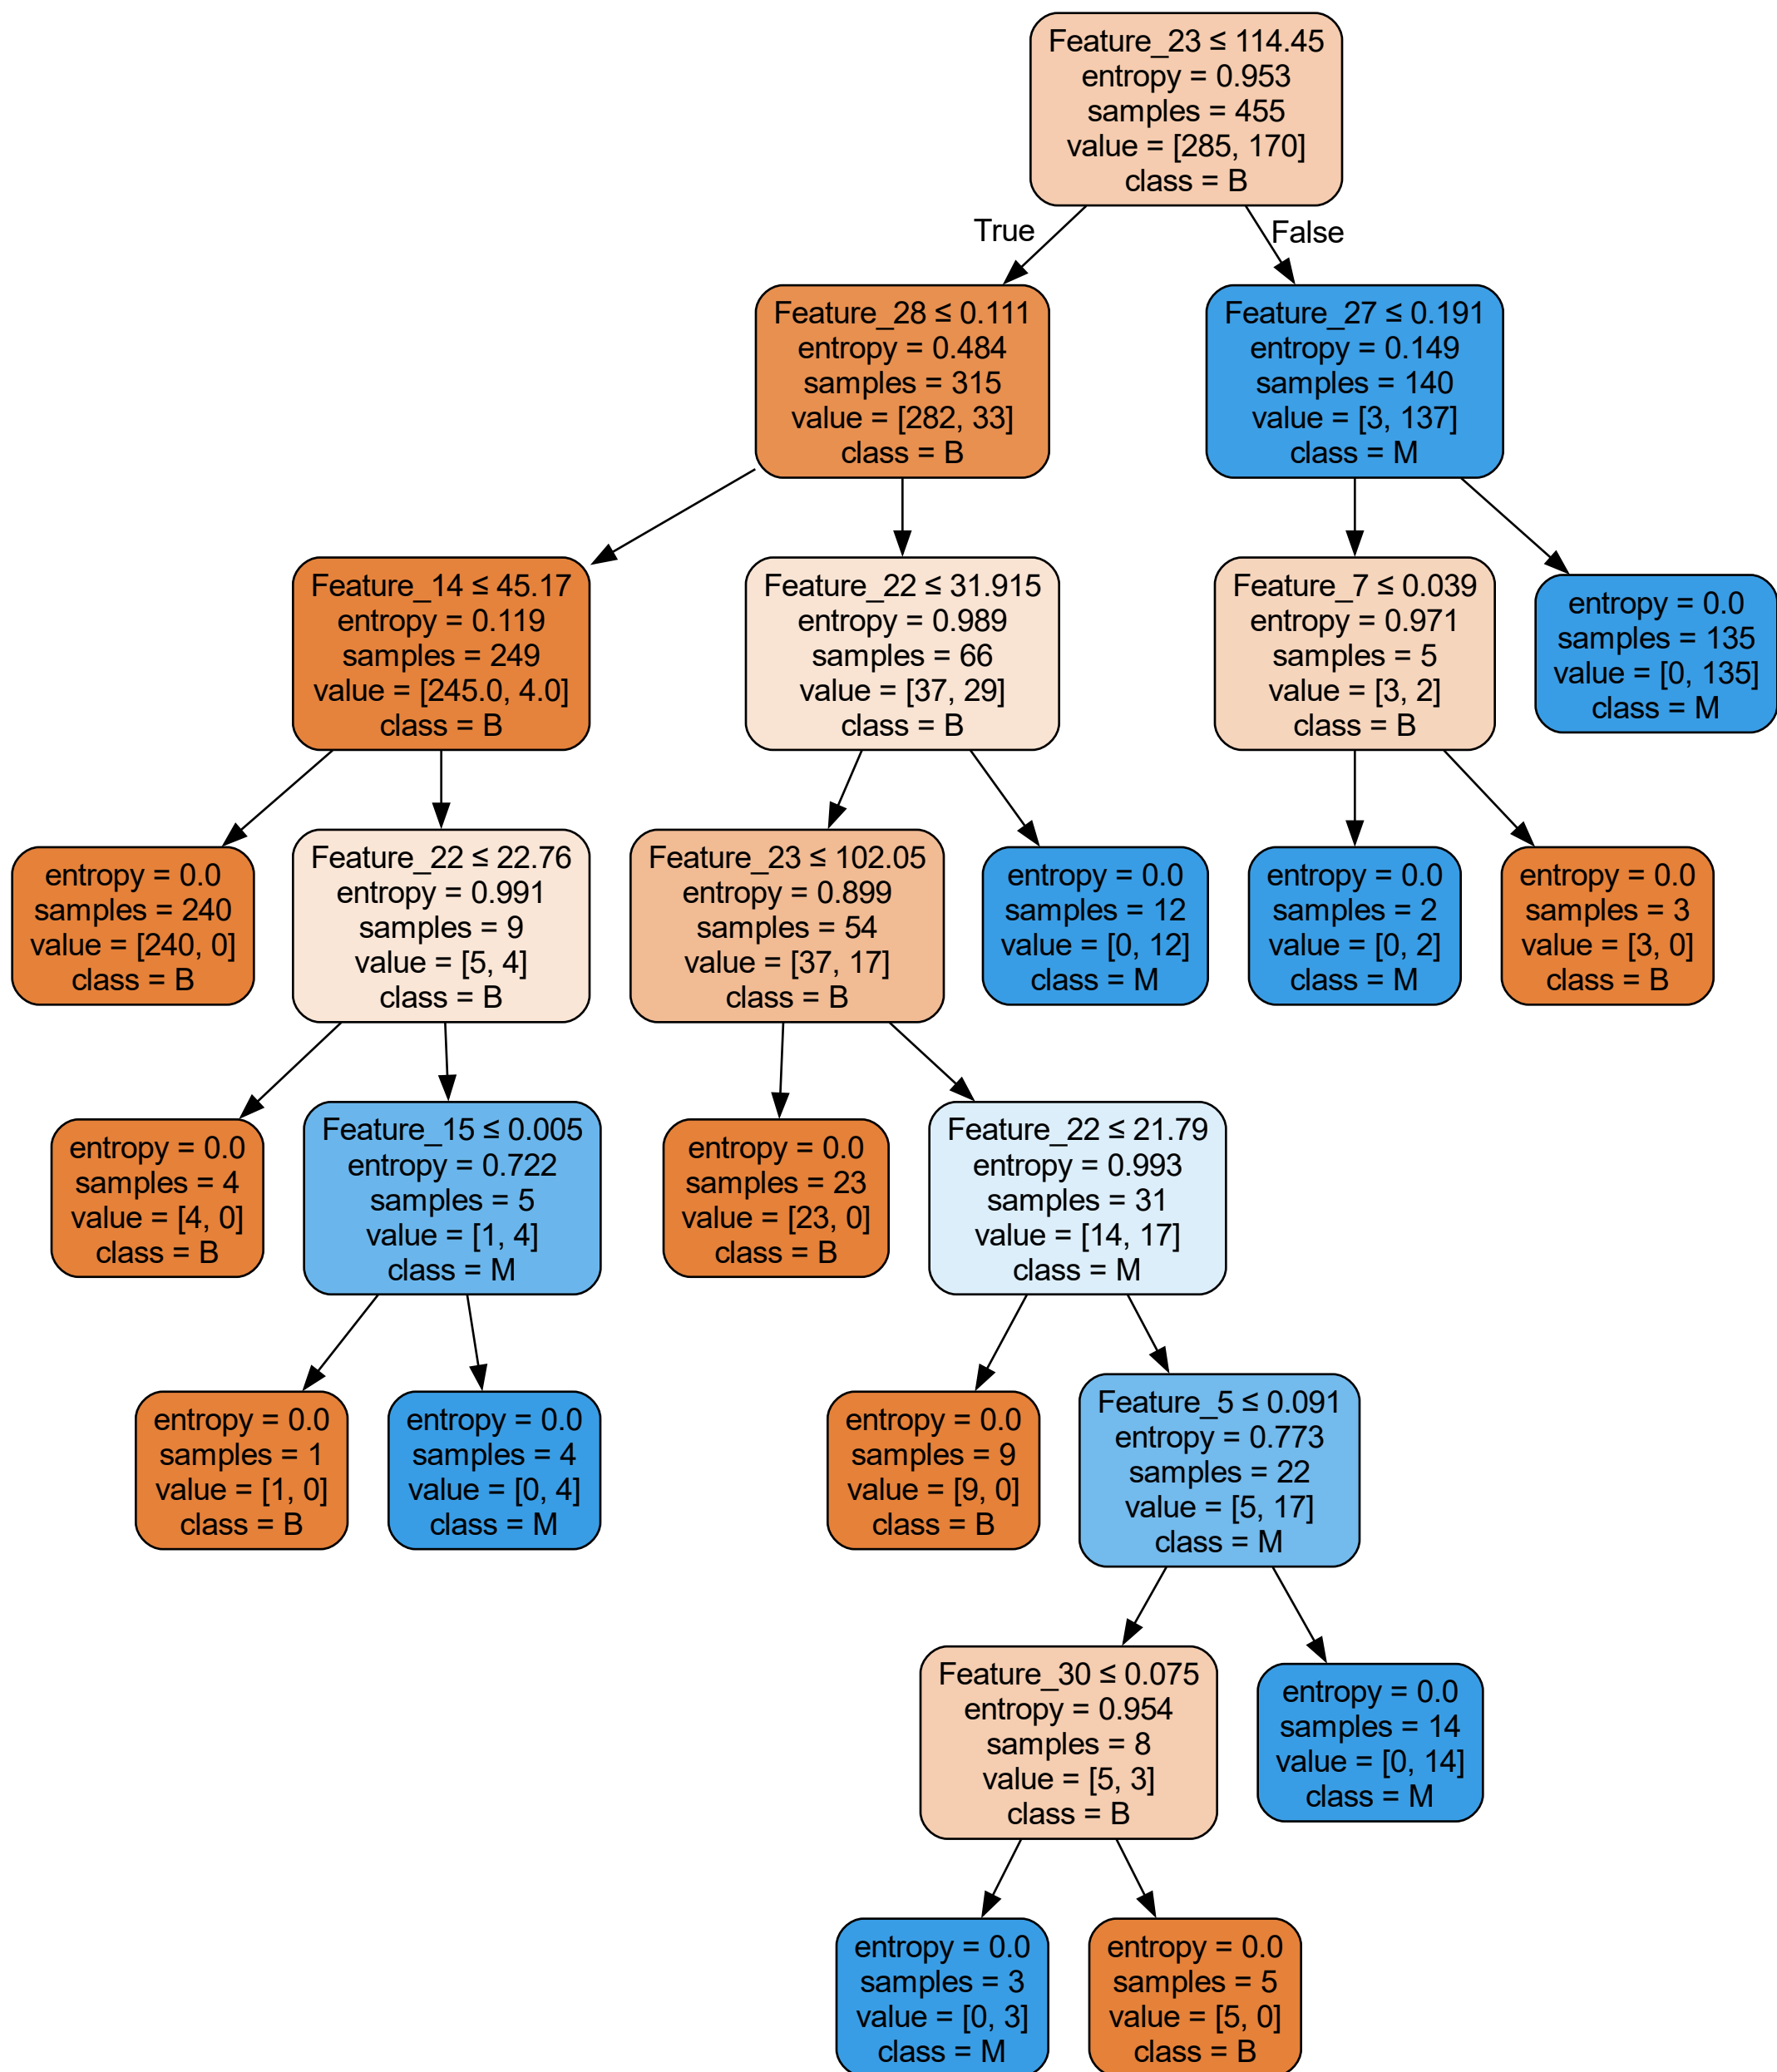 Feature_23 ≤ 114.45
entropy = 0.953
samples = 455
value = [285, 170]
class = B
True
False
Feature_28 ≤ 0.111
entropy = 0.484
samples = 315
value = [282, 33]
class = B
Feature_27 ≤ 0.191
entropy = 0.149
samples = 140
value = [3, 137]
class = M
Feature_14 ≤ 45.17
entropy = 0.119
samples = 249
value = [245.0, 4.0]
class = B
Feature_22 ≤ 31.915
entropy = 0.989
samples = 66
value = [37, 29]
class = B
Feature_7 ≤ 0.039
entropy = 0.971
samples = 5
value = [3, 2]
class = B
entropy = 0.0
samples = 135
value = [0, 135]
class = M
entropy = 0.0
samples = 240
value = [240, 0]
class = B
Feature_22 ≤ 22.76
entropy = 0.991
samples = 9
value = [5, 4]
class = B
Feature_23 ≤ 102.05
entropy = 0.899
samples = 54
value = [37, 17]
class = B
entropy = 0.0
samples = 12
value = [0, 12]
class = M
entropy = 0.0
samples = 2
value = [0, 2]
class = M
entropy = 0.0
samples = 3
value = [3, 0]
class = B
entropy = 0.0
samples = 4
value = [4, 0]
class = B
Feature_15 ≤ 0.005
entropy = 0.722
samples = 5
value = [1, 4]
class = M
entropy = 0.0
samples = 23
value = [23, 0]
class = B
Feature_22 ≤ 21.79
entropy = 0.993
samples = 31
value = [14, 17]
class = M
entropy = 0.0
samples = 1
value = [1, 0]
class = B
entropy = 0.0
samples = 4
value = [0, 4]
class = M
entropy = 0.0
samples = 9
value = [9, 0]
class = B
Feature_5 ≤ 0.091
entropy = 0.773
samples = 22
value = [5, 17]
class = M
Feature_30 ≤ 0.075
entropy = 0.954
samples = 8
value = [5, 3]
class = B
entropy = 0.0
samples = 14
value = [0, 14]
class = M
entropy = 0.0
samples = 3
value = [0, 3]
class = M
entropy = 0.0
samples = 5
value = [5, 0]
class = B